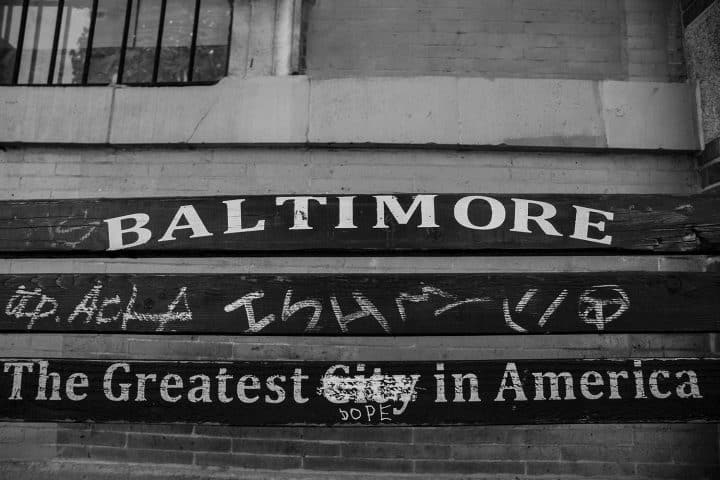 BALTIMORE
The Greatest City in America
DOPE